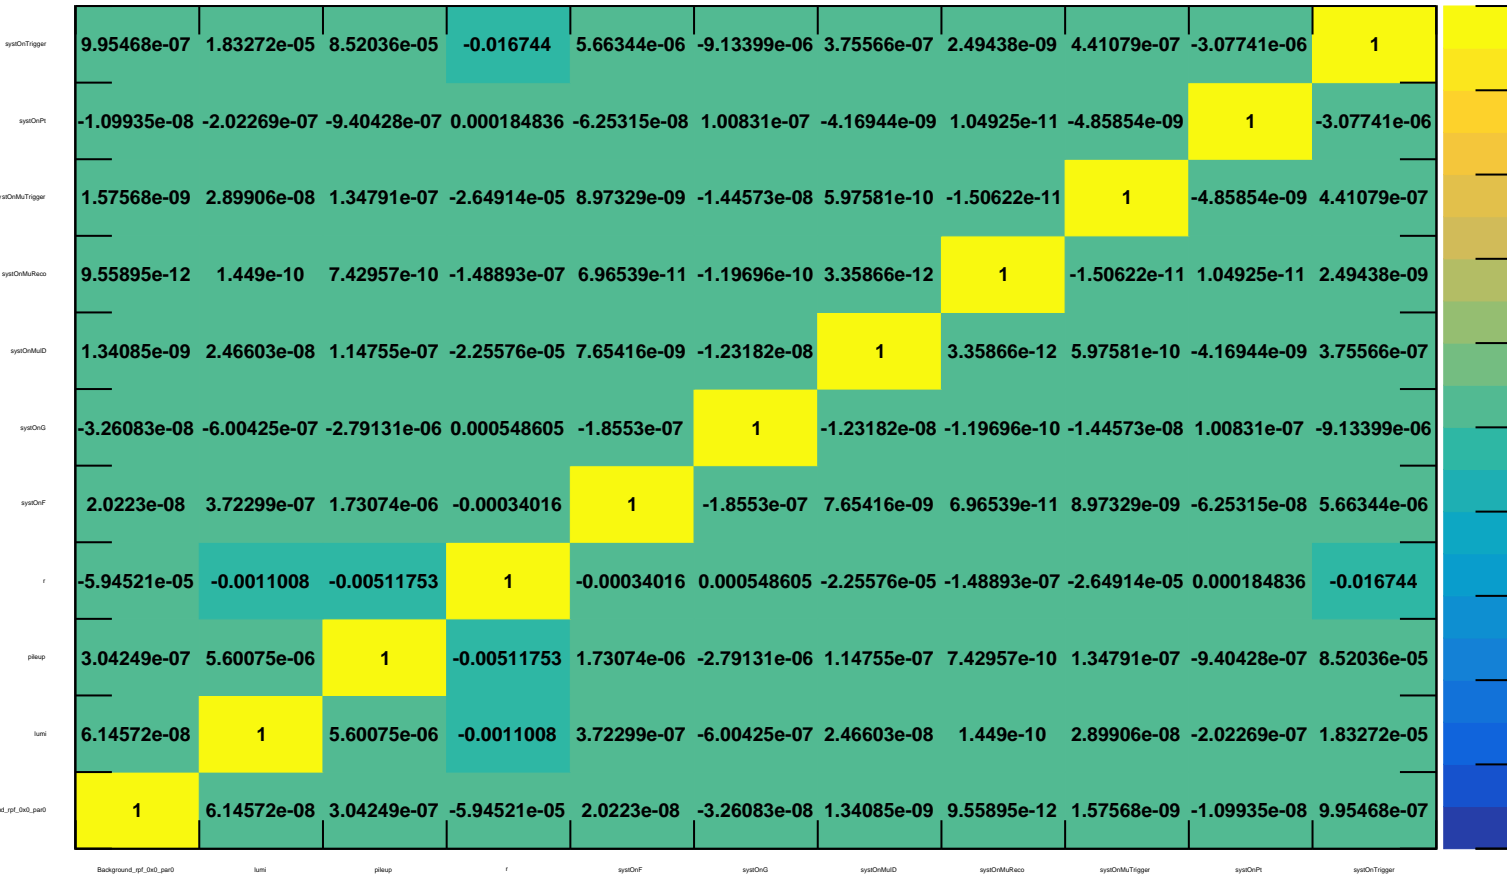 systOnTrigger 9.95468e-07 1.83272e-05 8.52036e-05 -0.016744 5.66344e-06 -9.13399e-06 3.75566e-07 2.49438e-09 4.41079e-07 -3.07741e-06 1
systOnPt -1.09935e-08 -2.02269e-07 -9.40428e-07 0.000184836 -6.25315e-08 1.00831e-07 -4.16944e-09 1.04925e-11 -4.85854e-09 1 -3.07741e-06
stOnMuTrigger 1.57568e-09 2.89906e-08 1.34791e-07 -2.64914e-05 8.97329e-09 -1.44573e-08 5.97581e-10 -1.50622e-11 1 -4.85854e-09 4.41079e-07
systOnMuReco 9.55895e-12 1.449e-10 7.42957e-10 -1.48893e-07 6.96539e-11 -1.19696e-10 3.35866e-12 1 -1.50622e-11 1.04925e-11 2.49438e-09
systOnMuID 1.34085e-09 2.46603e-08 1.14755e-07 -2.25576e-05 7.65416e-09 -1.23182e-08 1 3.35866e-12 5.97581e-10 -4.16944e-09 3.75566e-07
systOnG -3.26083e-08 -6.00425e-07 -2.79131e-06 0.000548605 -1.8553e-07 1 -1.23182e-08 -1.19696e-10 -1.44573e-08 1.00831e-07 -9.13399e-06
systOnF 2.0223e-08 3.72299e-07 1.73074e-06 -0.00034016 1 -1.8553e-07 7.65416e-09 6.96539e-11 8.97329e-09 -6.25315e-08 5.66344e-06
r -5.94521e-05 -0.0011008 -0.00511753 1 -0.00034016 0.000548605 -2.25576e-05 -1.48893e-07 -2.64914e-05 0.000184836 -0.016744
pileup 3.04249e-07 5.60075e-06 1 -0.00511753 1.73074e-06 -2.79131e-06 1.14755e-07 7.42957e-10 1.34791e-07 -9.40428e-07 8.52036e-05
lumi 6.14572e-08 1 5.60075e-06 -0.0011008 3.72299e-07 -6.00425e-07 2.46603e-08 1.449e-10 2.89906e-08 -2.02269e-07 1.83272e-05
d_rpf_0x0_par0 1 6.14572e-08 3.04249e-07 -5.94521e-05 2.0223e-08 -3.26083e-08 1.34085e-09 9.55895e-12 1.57568e-09 -1.09935e-08 9.95468e-07
Background_rpf_0x0_par0 lumi pileup r systOnF systOnG systOnMuID systOnMuReco systOnMuTrigger systOnPt systOnTrigger